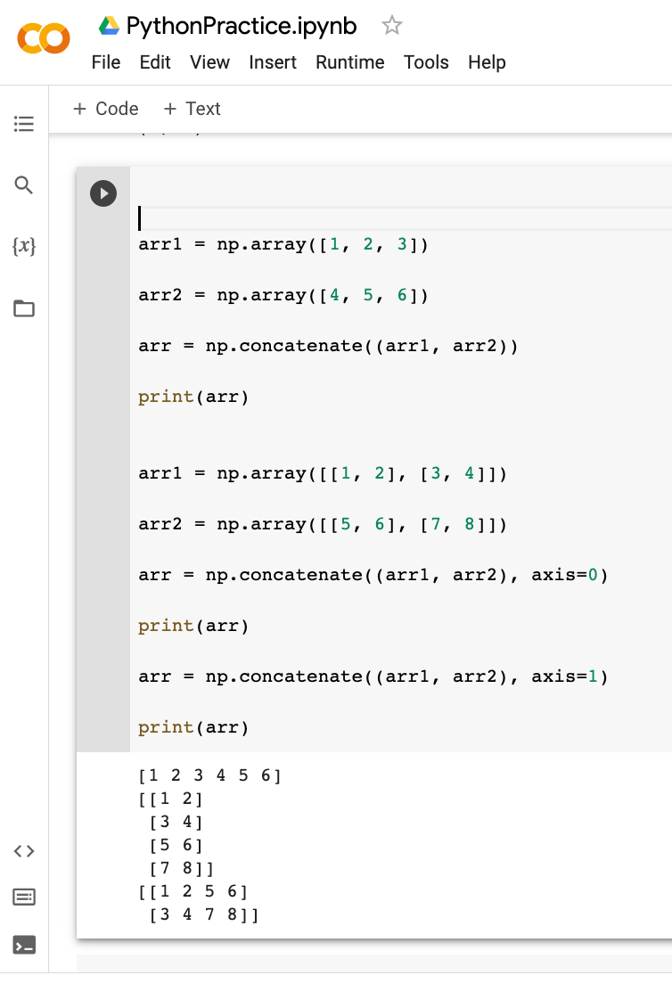 PythonPractice.ipynb
File Edit View Insert Runtime Tools Help
+ Code + Text
{x}
arr1 = np.array([1, 2, 3])
arr2 = np.array([4, 5, 6])
arr = np.concatenate((arr1, arr2))
print(arr)
arr1 = np.array([[1, 2], [3, 4]])
arr2 = np.array([[5, 6], [7, 8]])
arr = np.concatenate((arr1, arr2), axis=0)
print(arr)
arr = np.concatenate((arr1, arr2), axis=1)
print(arr)
[1 2 3 4 5 6]
[[1 2]
 [3 4]
 [5 6]
 [7 8]]
[[1 2 5 6]
 [3 4 7 8]]